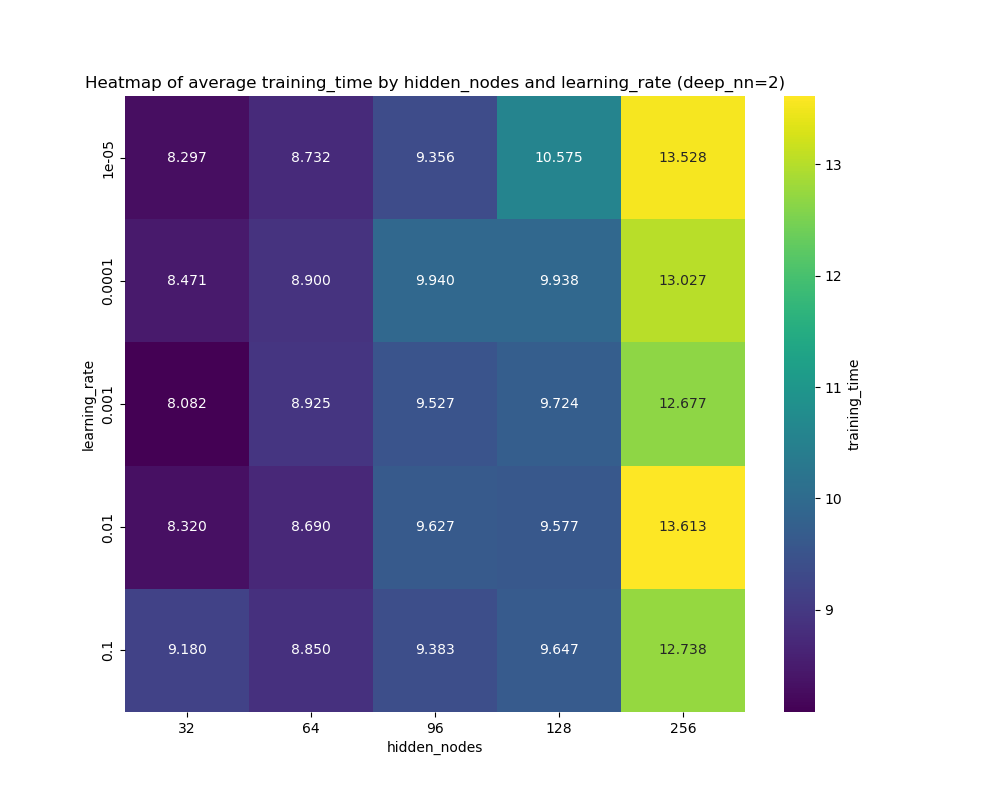 Heatmap of average training_time by hidden_nodes and learning_rate (deep_nn=2)
learning_rate
1e-05 8.297 8.732 9.356 10.575 13.528
0.0001 8.471 8.900 9.940 9.938 13.027
0.001 8.082 8.925 9.527 9.724 12.677
0.01 8.320 8.690 9.627 9.577 13.613
0.1 9.180 8.850 9.383 9.647 12.738
32 64 96 128 256
hidden_nodes
13
12
11
10
9
training_time